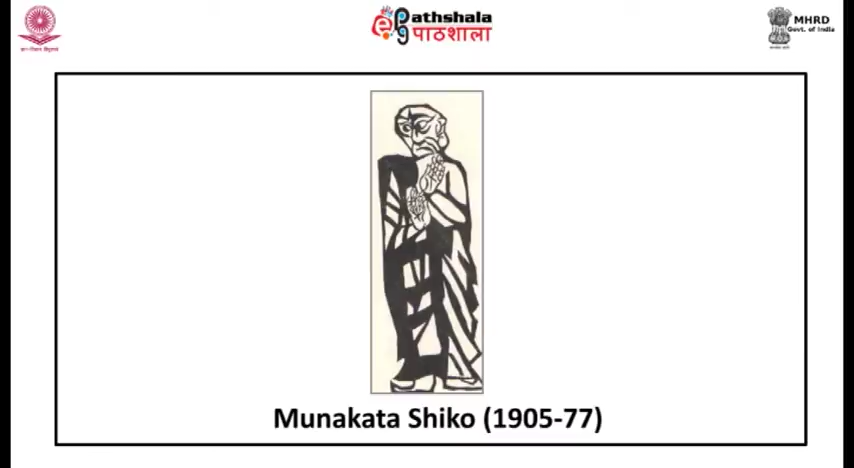 ePathshala
पाठशाला
MHRD
Govt. of India
Munakata Shiko (1905-77)